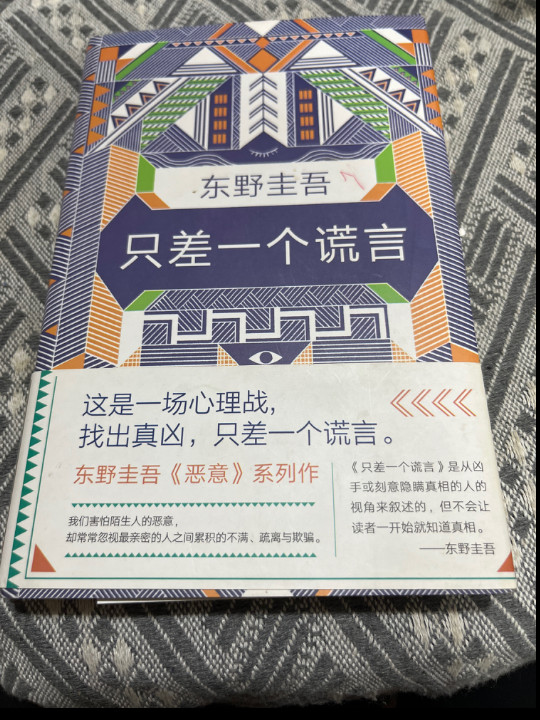 东野圭吾
只差一个谎言
这是一场心理战，
找出真凶，只差一个谎言。
东野圭吾《恶意》系列作
我们害怕陌生人的恶意，
却常常忽视最亲密的人之间累积的不满、疏离与欺骗。
《只差一个谎言》是从凶
手或刻意隐瞒真相的人的
视角来叙述的，但不会让
读者一开始就知道真相。
——东野圭吾